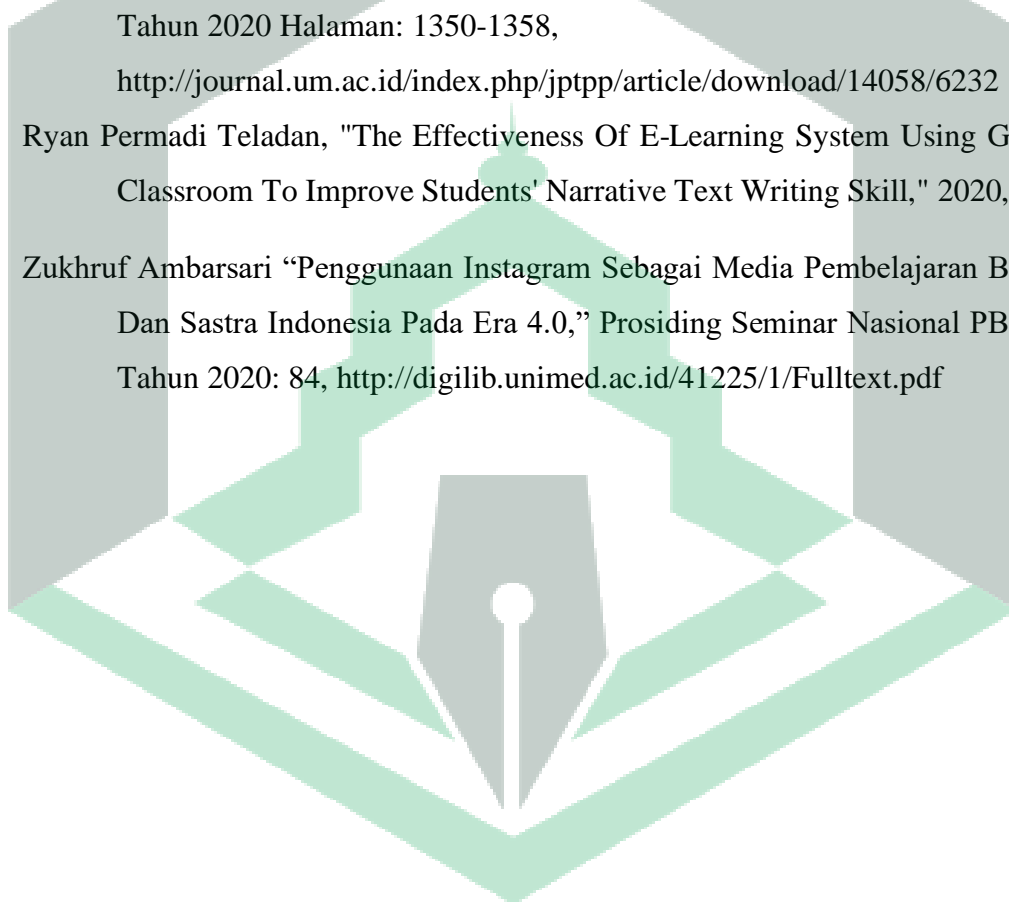 Tahun 2020 Halaman: 1350-1358,
http://journal.um.ac.id/index.php/jptpp/article/download/14058/6232
Ryan Permadi Teladan, "The Effectiveness Of E-Learning System Using G
Classroom To Improve Students' Narrative Text Writing Skill," 2020,
Zukhruf Ambarsari “Penggunaan Instagram Sebagai Media Pembelajaran B
Dan Sastra Indonesia Pada Era 4.0,” Prosiding Seminar Nasional PB
Tahun 2020: 84, http://digilib.unimed.ac.id/41225/1/Fulltext.pdf